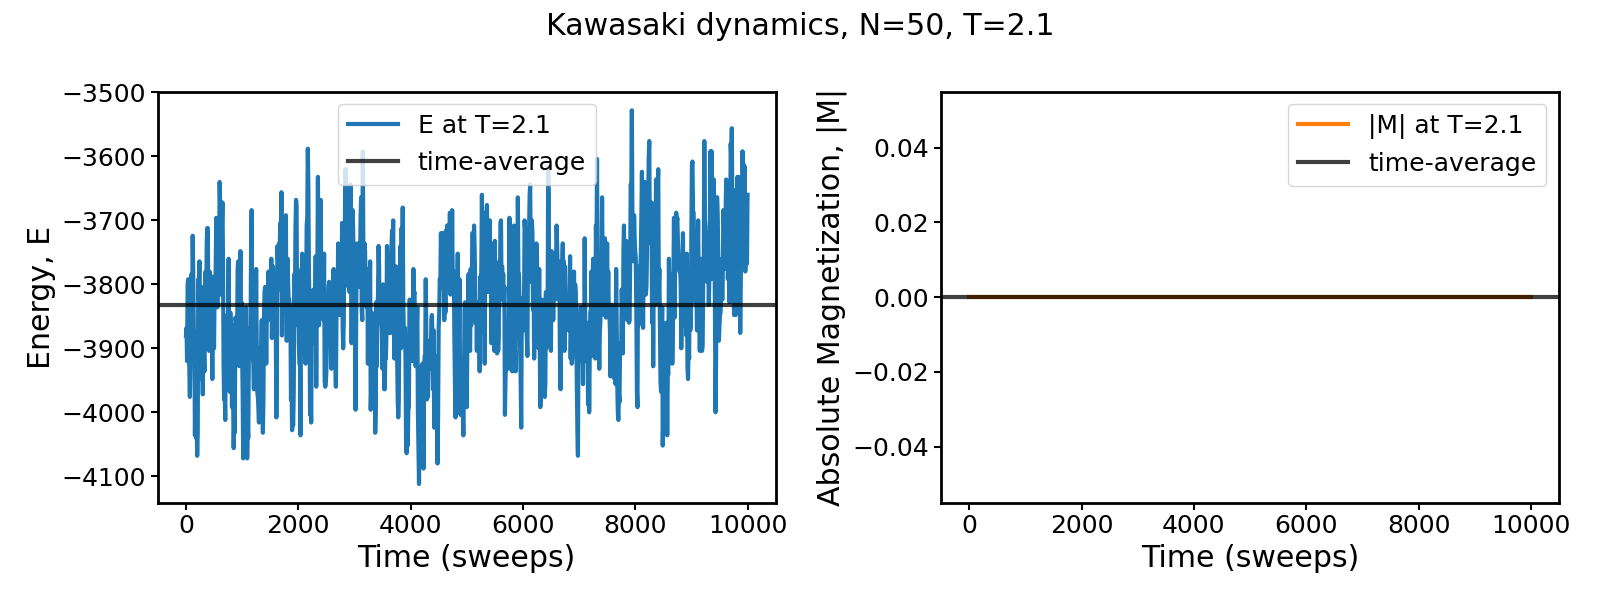 Kawasaki dynamics, N=50, T=2.1
Energy, E
−3500
−3600
−3700
−3800
−3900
−4000
−4100
E at T=2.1
time-average
0 2000 4000 6000 8000 10000
Time (sweeps)
Absolute Magnetization, |M|
0.04
0.02
0.00
−0.02
−0.04
|M| at T=2.1
time-average
0 2000 4000 6000 8000 10000
Time (sweeps)